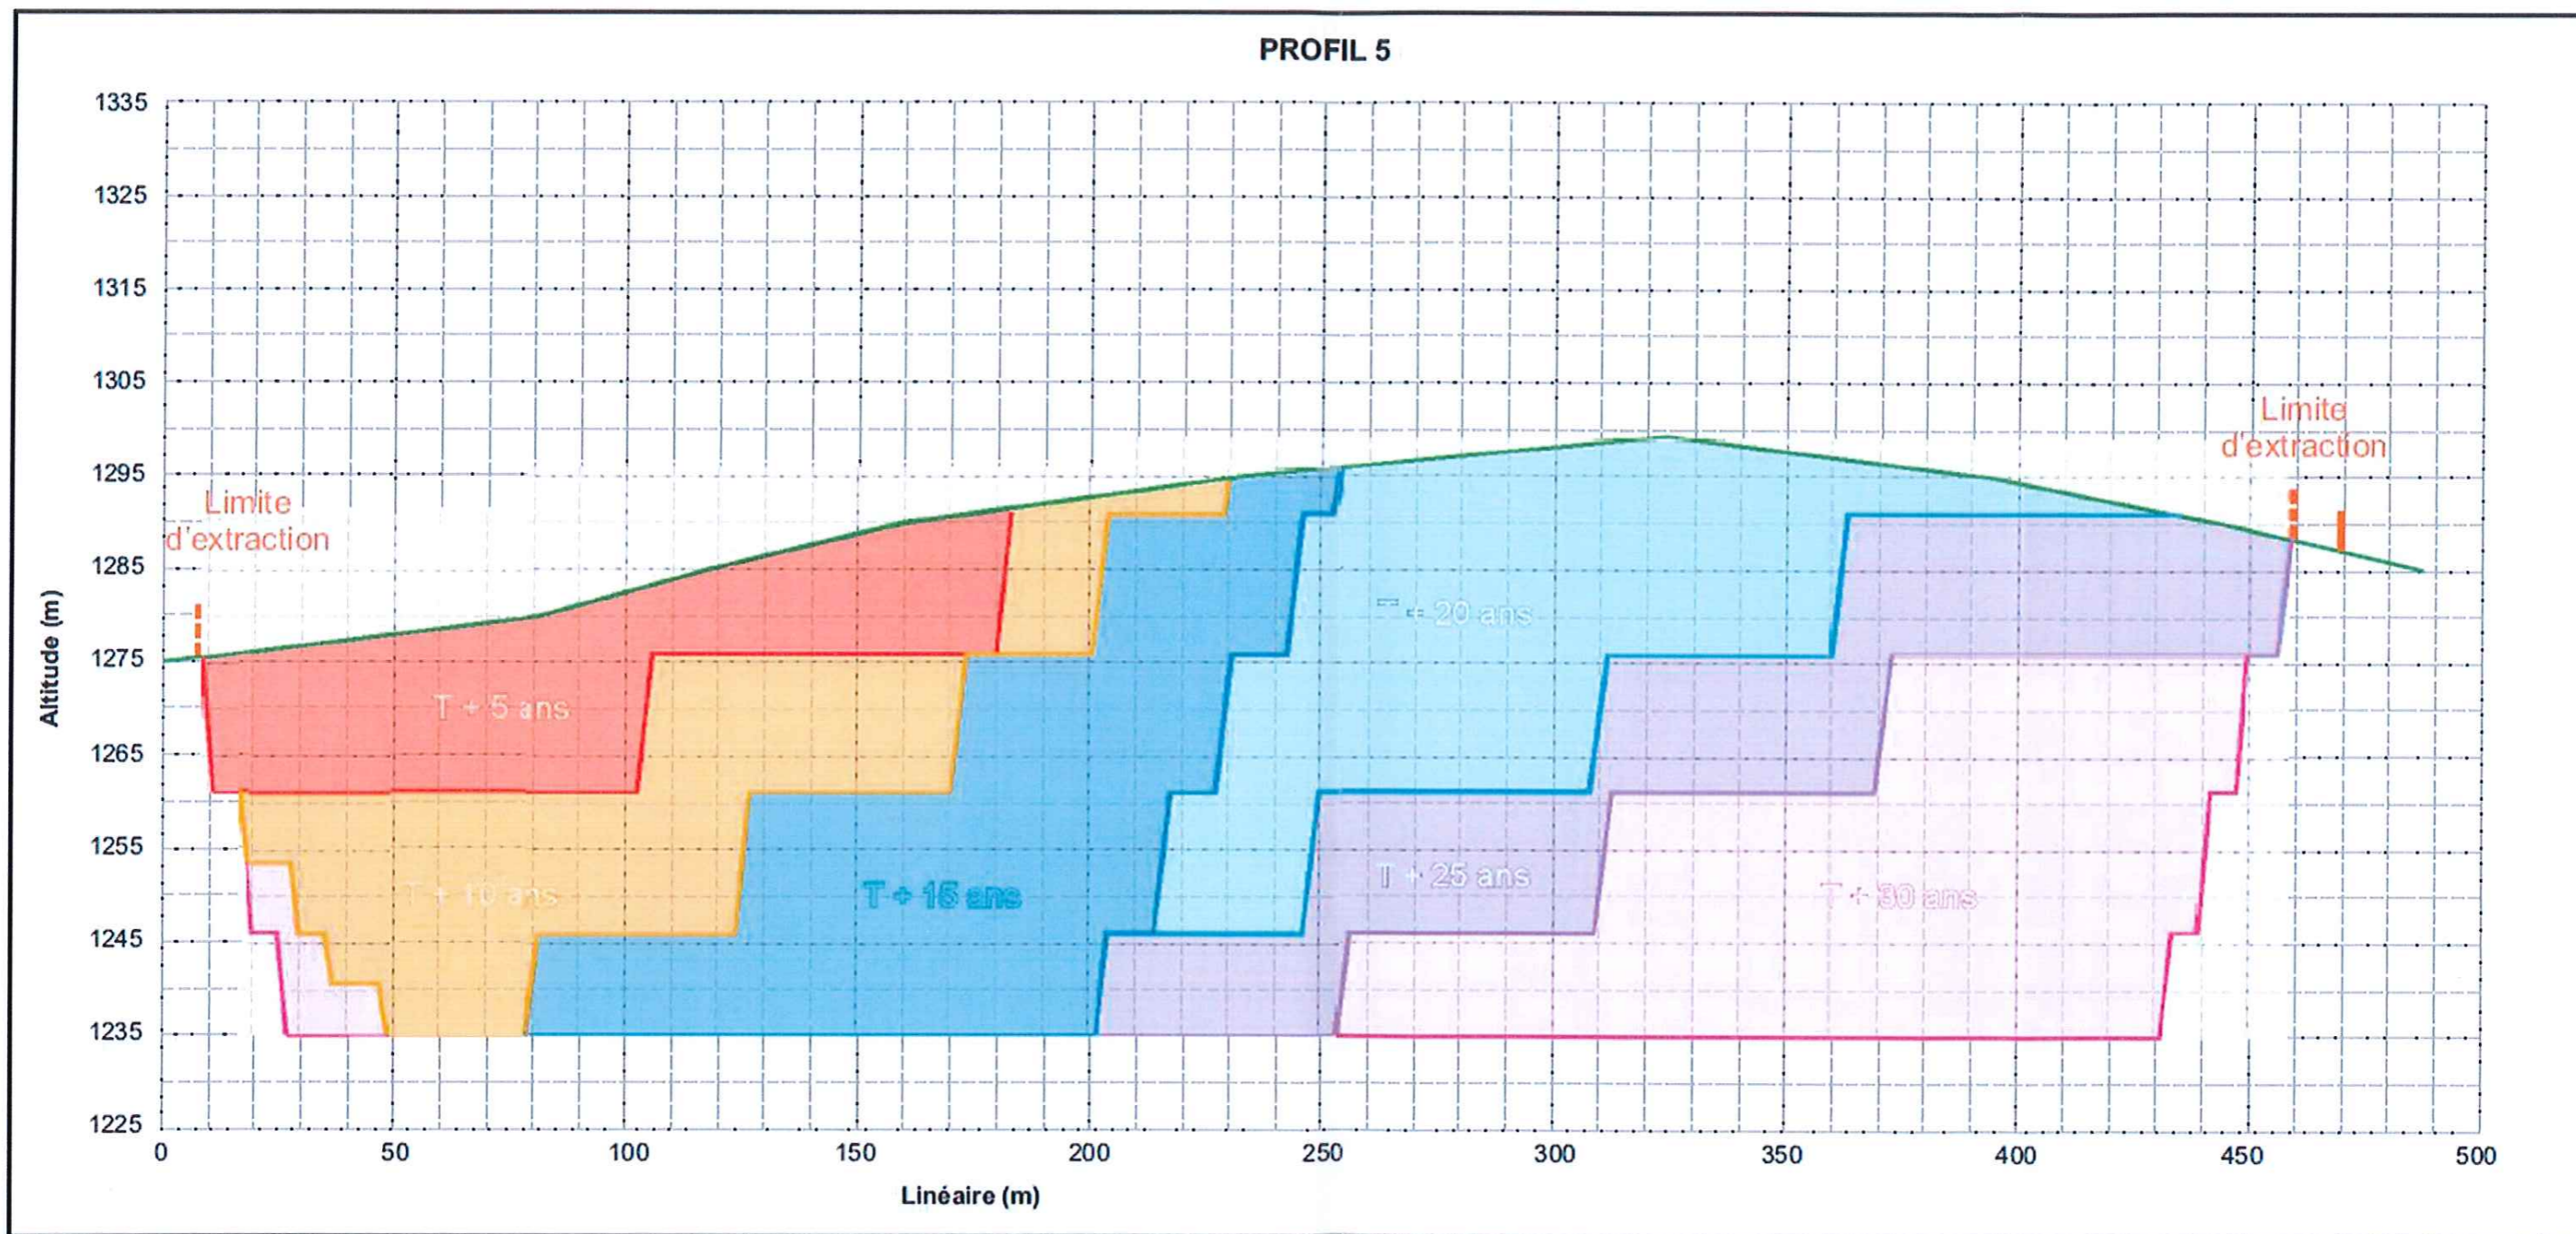 PROFIL 5
1335
1325
1315
1305
1295
1285
1275
1265
1255
1245
1235
1225
Altitude (m)
Limite
d'extraction
Limite
d'extraction
T + 5 ans
T + 10 ans
T + 15 ans
T + 20 ans
T + 25 ans
T + 30 ans
0 50 100 150 200 250 300 350 400 450 500
Linéaire (m)